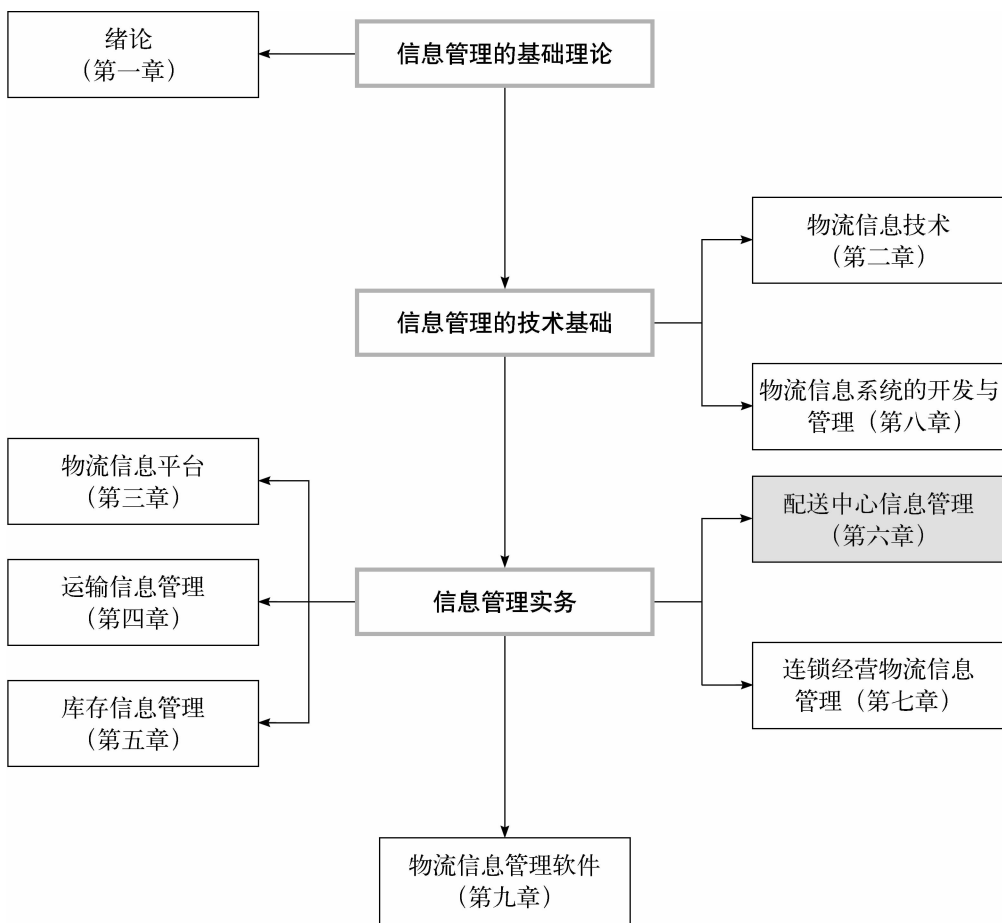 绪论
（第一章）
信息管理的基础理论
物流信息技术
（第二章）
信息管理的技术基础
物流信息系统的开发与
管理（第八章）
物流信息平台
（第三章）
配送中心信息管理
（第六章）
运输信息管理
（第四章）
信息管理实务
连锁经营物流信息
管理（第七章）
库存信息管理
（第五章）
物流信息管理软件
（第九章）